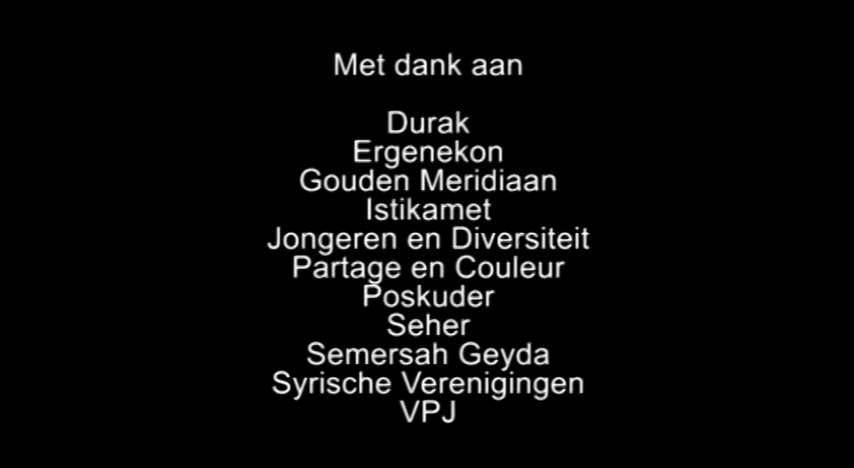 Met dank aan
Durak
Ergenekon
Gouden Meridiaan
Istikamet
Jongeren en Diversiteit
Partage en Couleur
Poskuder
Seher
Semersah Geyda
Syrische Verenigingen
VPJ